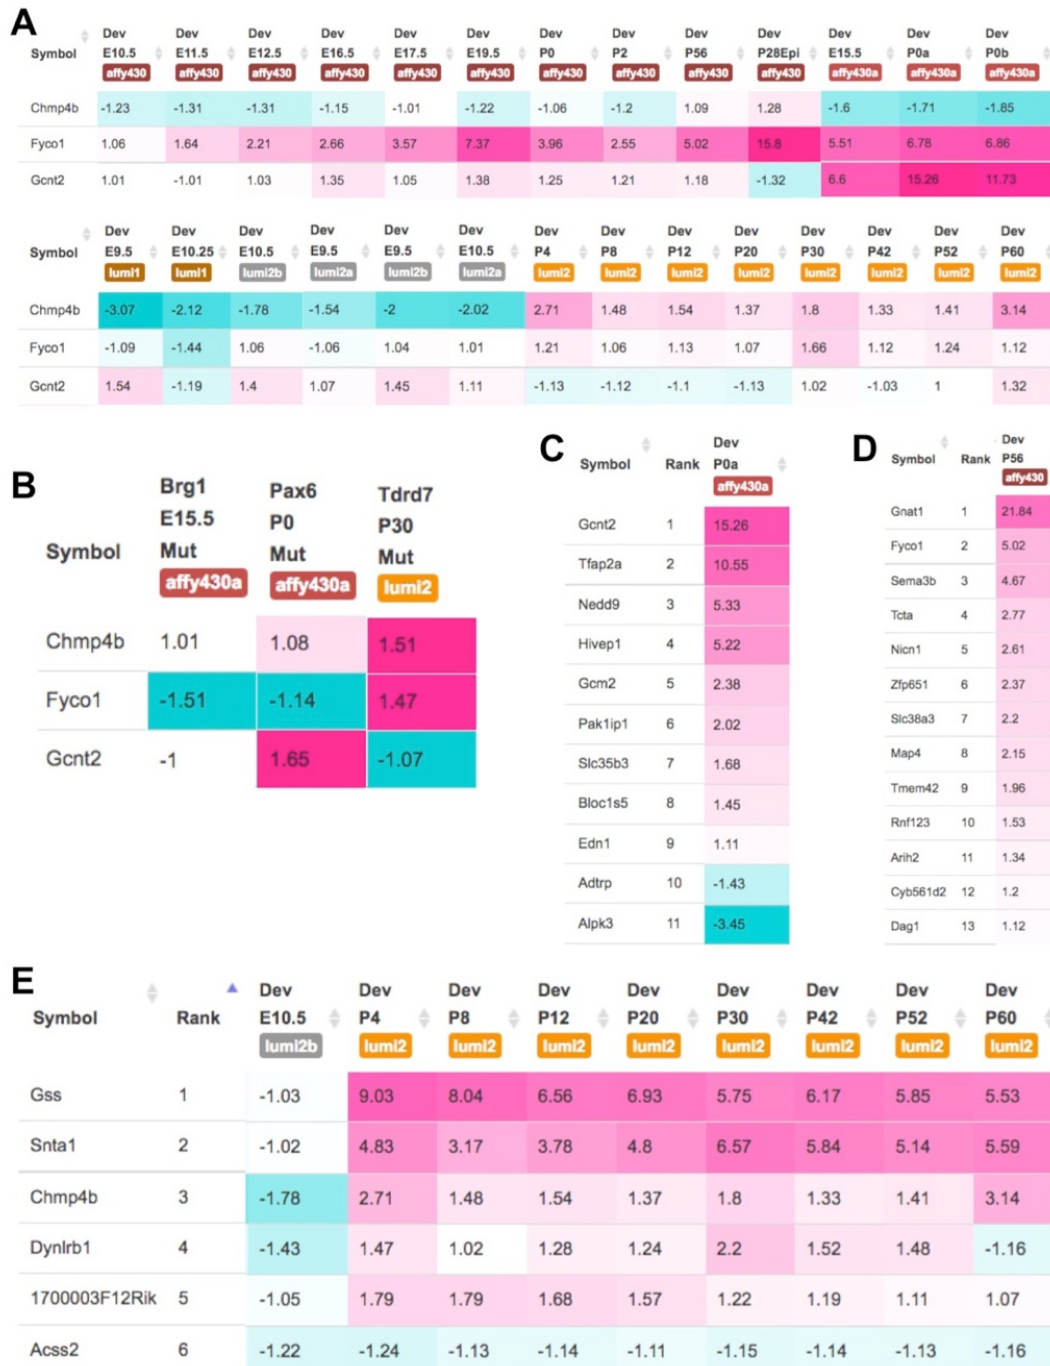 A
Symbol Dev E10.5 affy430 Dev E11.5 affy430 Dev E12.5 affy430 Dev E16.5 affy430 Dev E17.5 affy430 Dev E19.5 affy430 Dev P0 affy430 Dev P2 affy430 Dev P56 affy430 Dev P28Epi affy430 Dev E15.5 affy430a Dev P0a affy430a Dev P0b affy430a
Chmp4b -1.23 -1.31 -1.31 -1.15 -1.01 -1.22 -1.06 -1.2 1.09 1.28 -1.6 -1.71 -1.85
Fyco1 1.06 1.64 2.21 2.66 3.57 7.37 3.96 2.55 5.02 15.8 5.51 6.78 6.86
Gcnt2 1.01 -1.01 1.03 1.35 1.05 1.38 1.25 1.21 1.18 -1.32 6.6 15.26 11.73
Symbol Dev E9.5 lumi1 Dev E10.25 lumi1 Dev E10.5 lumi2b Dev E9.5 lumi2a Dev E9.5 lumi2b Dev E10.5 lumi2a Dev P4 lumi2 Dev P8 lumi2 Dev P12 lumi2 Dev P20 lumi2 Dev P30 lumi2 Dev P42 lumi2 Dev P52 lumi2 Dev P60 lumi2
Chmp4b -3.07 -2.12 -1.78 -1.54 -2 -2.02 2.71 1.48 1.54 1.37 1.8 1.33 1.41 3.14
Fyco1 -1.09 -1.44 1.06 -1.06 1.04 1.01 1.21 1.06 1.13 1.07 1.66 1.12 1.24 1.12
Gcnt2 1.54 -1.19 1.4 1.07 1.45 1.11 -1.13 -1.12 -1.1 -1.13 1.02 -1.03 1 1.32
B
Symbol Brg1 E15.5 Mut affy430a Pax6 P0 Mut affy430a Tdrd7 P30 Mut lumi2
Chmp4b 1.01 1.08 1.51
Fyco1 -1.51 -1.14 1.47
Gcnt2 -1 1.65 -1.07
C
Symbol Rank Dev P0a affy430a
Gcnt2 1 15.26
Tfap2a 2 10.55
Nedd9 3 5.33
Hivep1 4 5.22
Gcm2 5 2.38
Pak1ip1 6 2.02
Slc35b3 7 1.68
Bloc1s5 8 1.45
Edn1 9 1.11
Adtrp 10 -1.43
Alpk3 11 -3.45
D
Symbol Rank Dev P56 affy430
Gnat1 1 21.84
Fyco1 2 5.02
Sema3b 3 4.67
Tcta 4 2.77
Nicn1 5 2.61
Zfp651 6 2.37
Slc38a3 7 2.2
Map4 8 2.15
Tmem42 9 1.96
Rnf123 10 1.53
Arih2 11 1.34
Cyb561d2 12 1.2
Dag1 13 1.12
E
Symbol Rank Dev E10.5 lumi2b Dev P4 lumi2 Dev P8 lumi2 Dev P12 lumi2 Dev P20 lumi2 Dev P30 lumi2 Dev P42 lumi2 Dev P52 lumi2 Dev P60 lumi2
Gss 1 -1.03 9.03 8.04 6.56 6.93 5.75 6.17 5.85 5.53
Snta1 2 -1.02 4.83 3.17 3.78 4.8 6.57 5.84 5.14 5.59
Chmp4b 3 -1.78 2.71 1.48 1.54 1.37 1.8 1.33 1.41 3.14
Dynlrb1 4 -1.43 1.47 1.02 1.28 1.24 2.2 1.52 1.48 -1.16
1700003F12Rik 5 -1.05 1.79 1.79 1.68 1.57 1.22 1.19 1.11 1.07
Acss2 6 -1.22 -1.24 -1.13 -1.14 -1.11 -1.15 -1.14 -1.13 -1.16